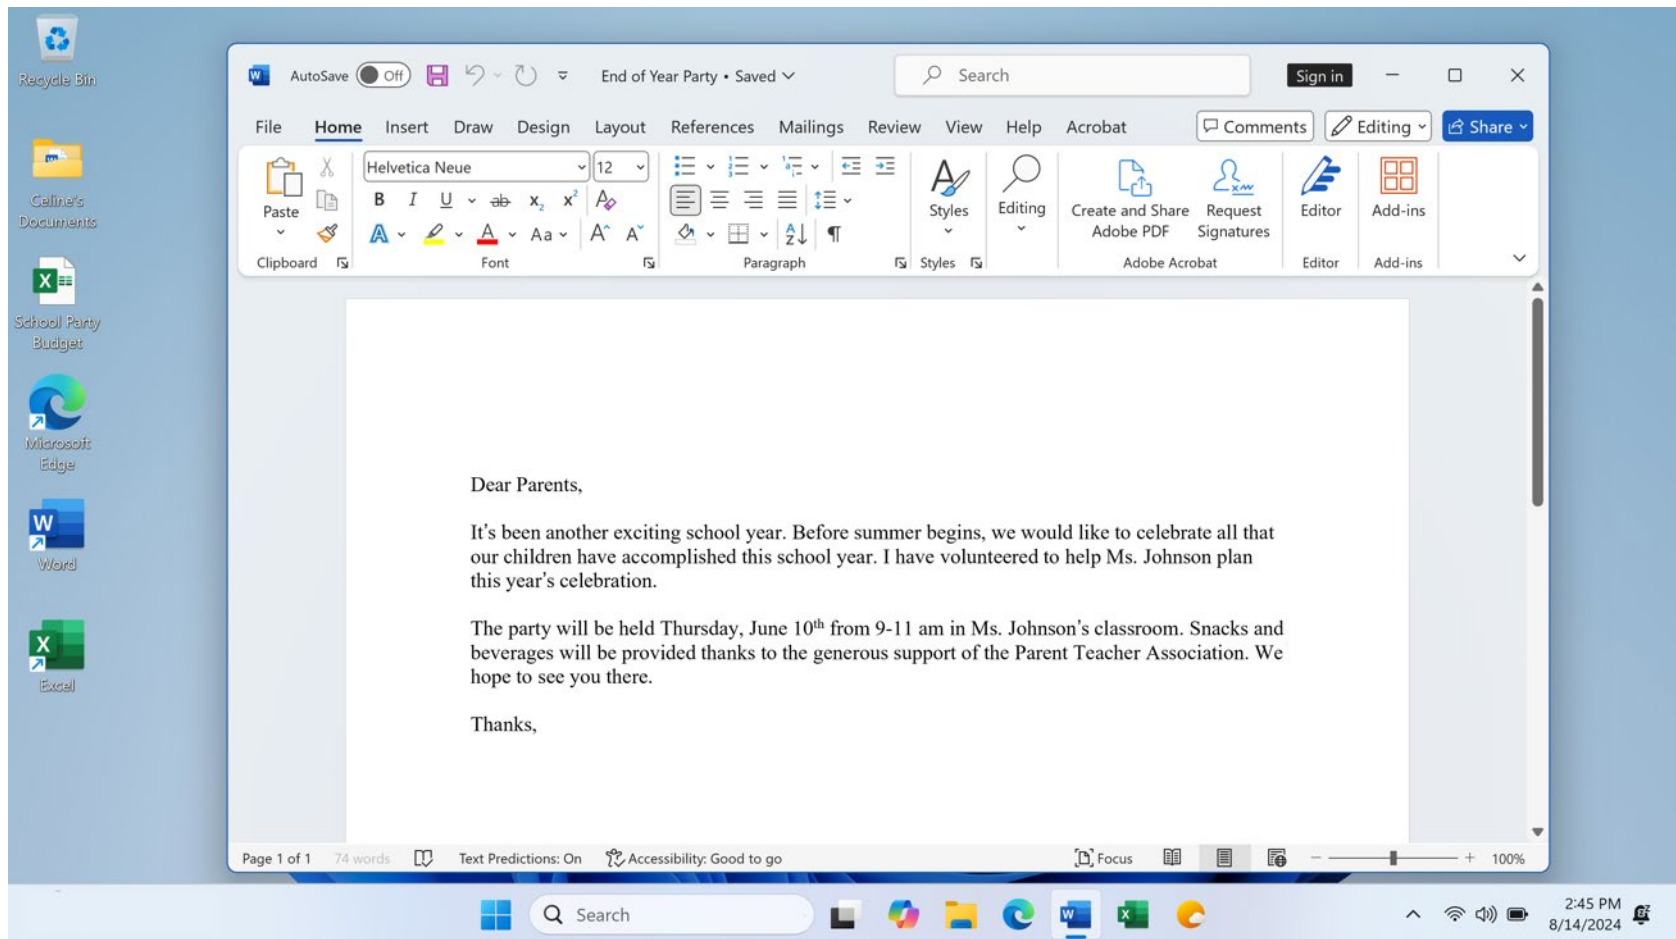 Recycle Bin
Celine's
Documents
School Party
Budget
Microsoft
Edge
Word
Excel
AutoSave Off End of Year Party • Saved Search Sign in
File Home Insert Draw Design Layout References Mailings Review View Help Acrobat Comments Editing Share
Paste
Clipboard
Helvetica Neue 12
B I U ab x₂ x² A
A A Aa A A
Font
Paragraph
Styles
Styles
Editing
Create and Share
Adobe PDF
Request
Signatures
Adobe Acrobat
Editor
Editor
Add-ins
Add-ins
Dear Parents,
It's been another exciting school year. Before summer begins, we would like to celebrate all that
our children have accomplished this school year. I have volunteered to help Ms. Johnson plan
this year's celebration.
The party will be held Thursday, June 10th from 9-11 am in Ms. Johnson's classroom. Snacks and
beverages will be provided thanks to the generous support of the Parent Teacher Association. We
hope to see you there.
Thanks,
Page 1 of 1 74 words Text Predictions: On Accessibility: Good to go Focus 100%
Search
2:45 PM
8/14/2024